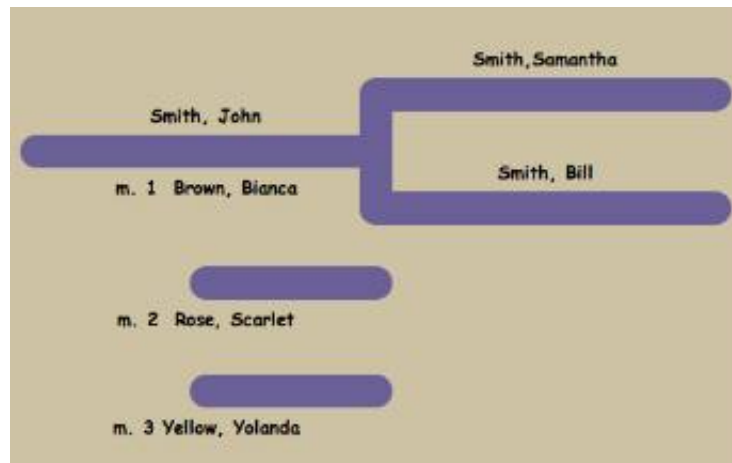 Smith,Samantha
Smith, John
Smith, Bill
m. 1 Brown, Bianca
m. 2 Rose, Scarlet
m. 3 Yellow, Yolanda